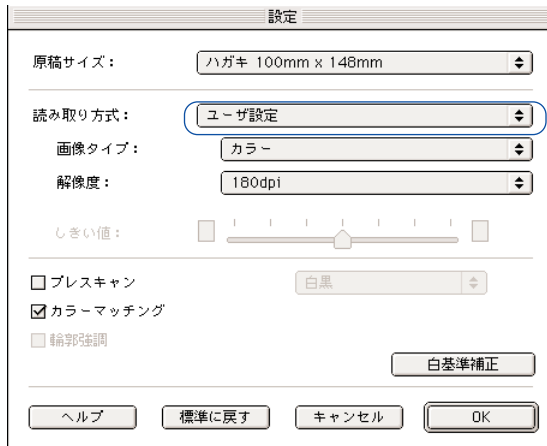 設定
原稿サイズ： ハガキ 100mm x 148mm
読み取り方式： ユーザ設定
画像タイプ： カラー
解像度： 180dpi
しきい値：
プレスキャン 白黒
カラーマッチング
輪郭強調
白基準補正
ヘルプ 標準に戻す キャンセル OK